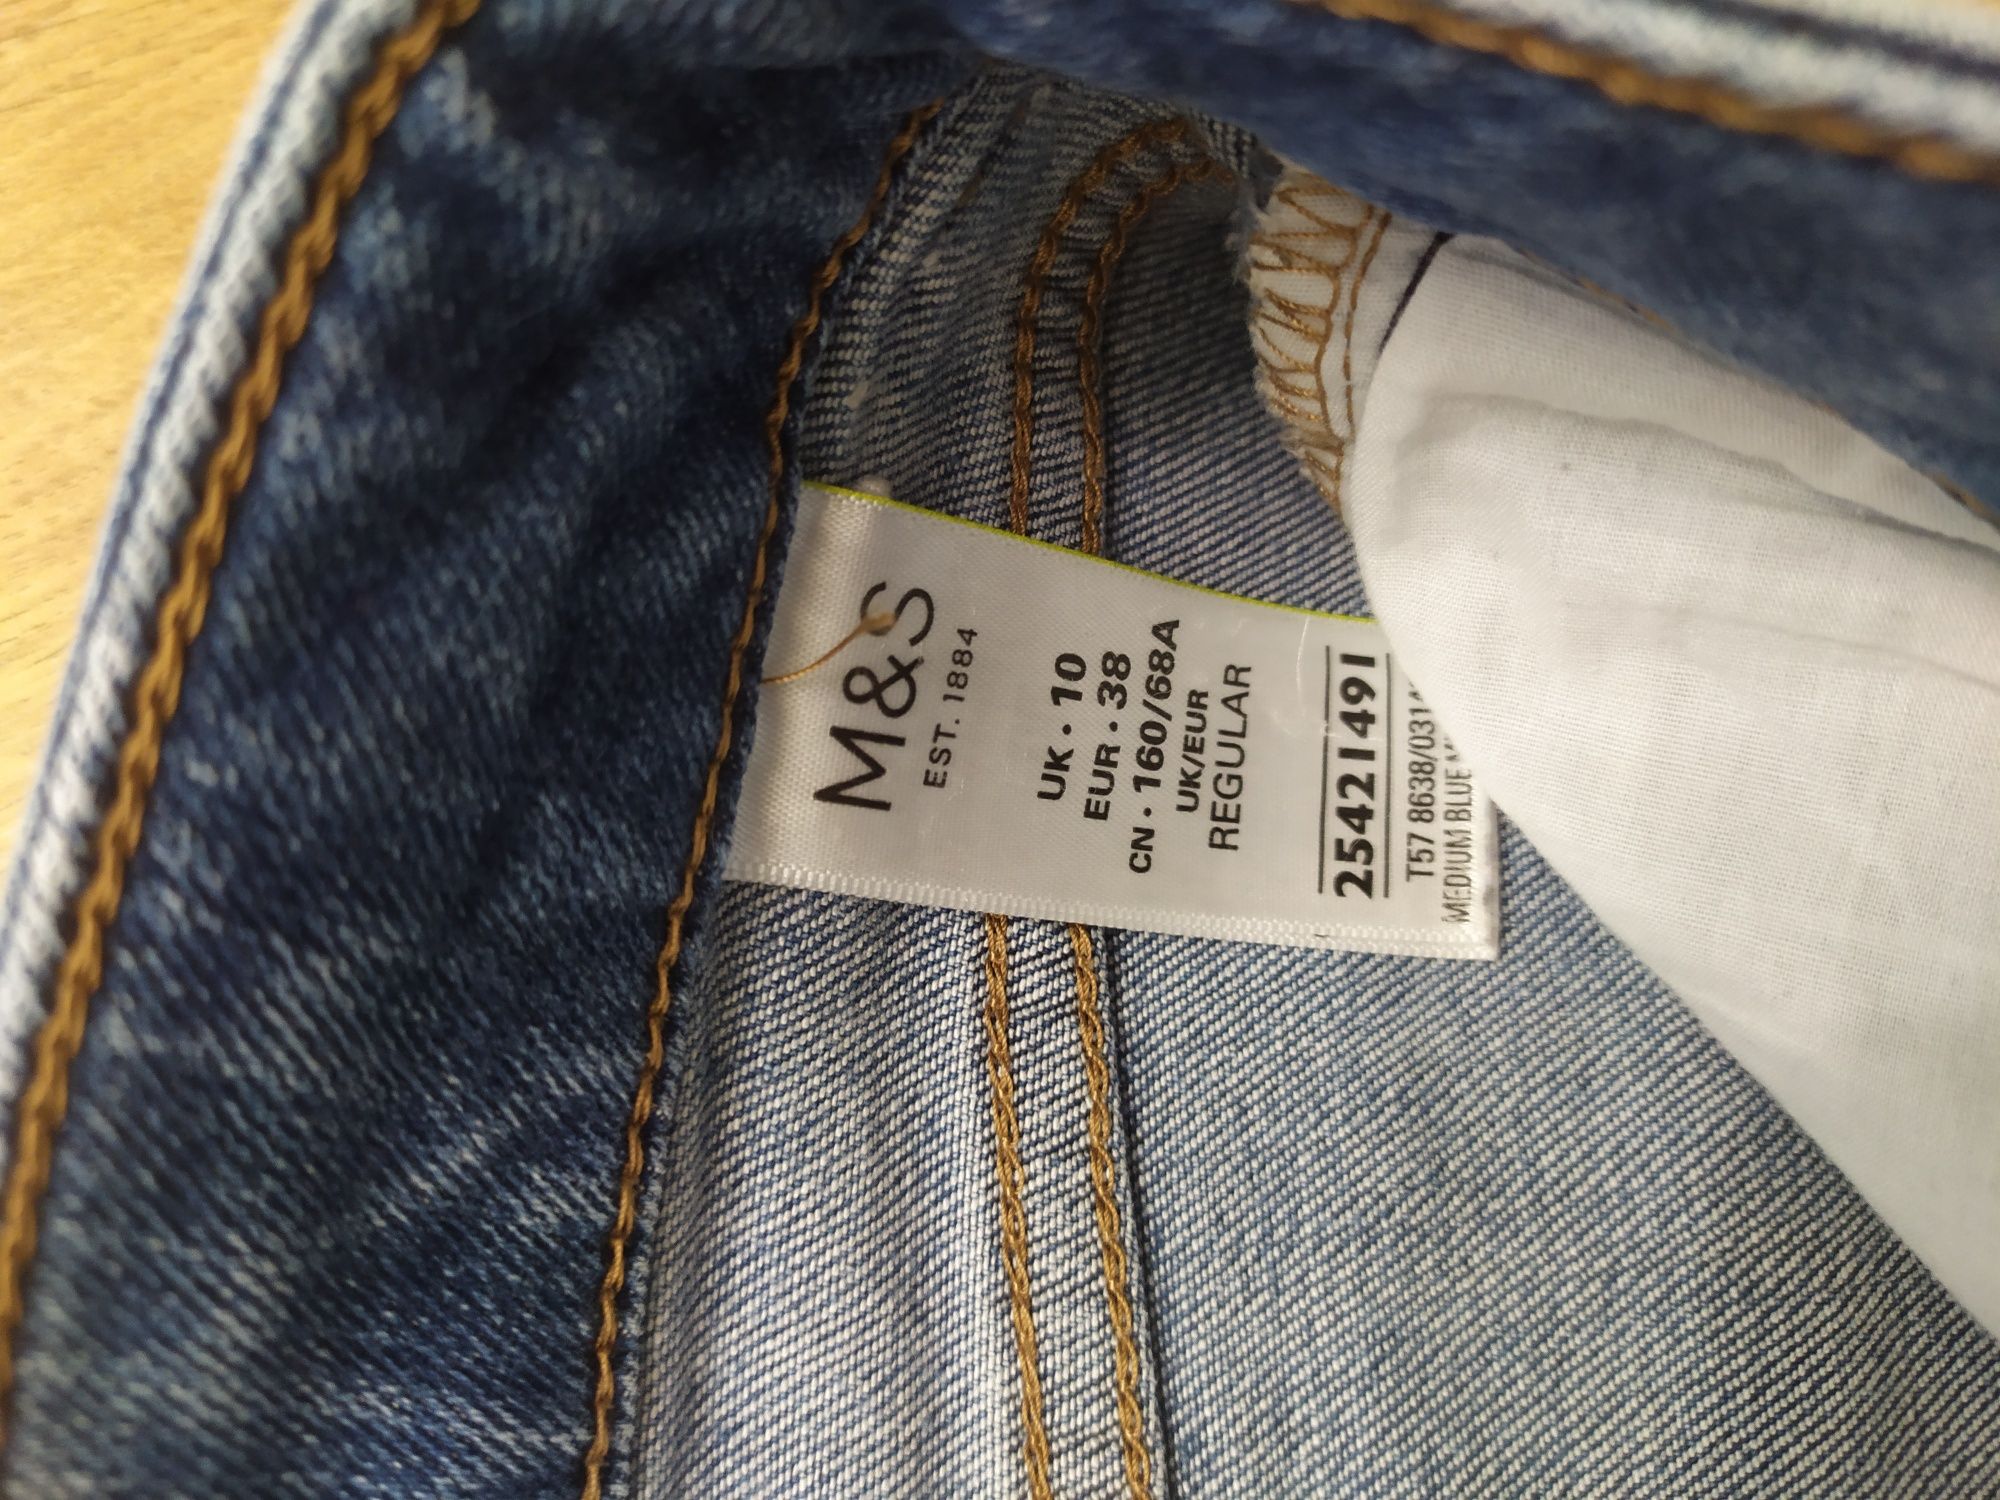 M&S
EST. 1884
UK · 10
EUR · 38
CN · 160/68A
UK/EUR
REGULAR
25421491
T57 8638/031
MEDIUM BLUE